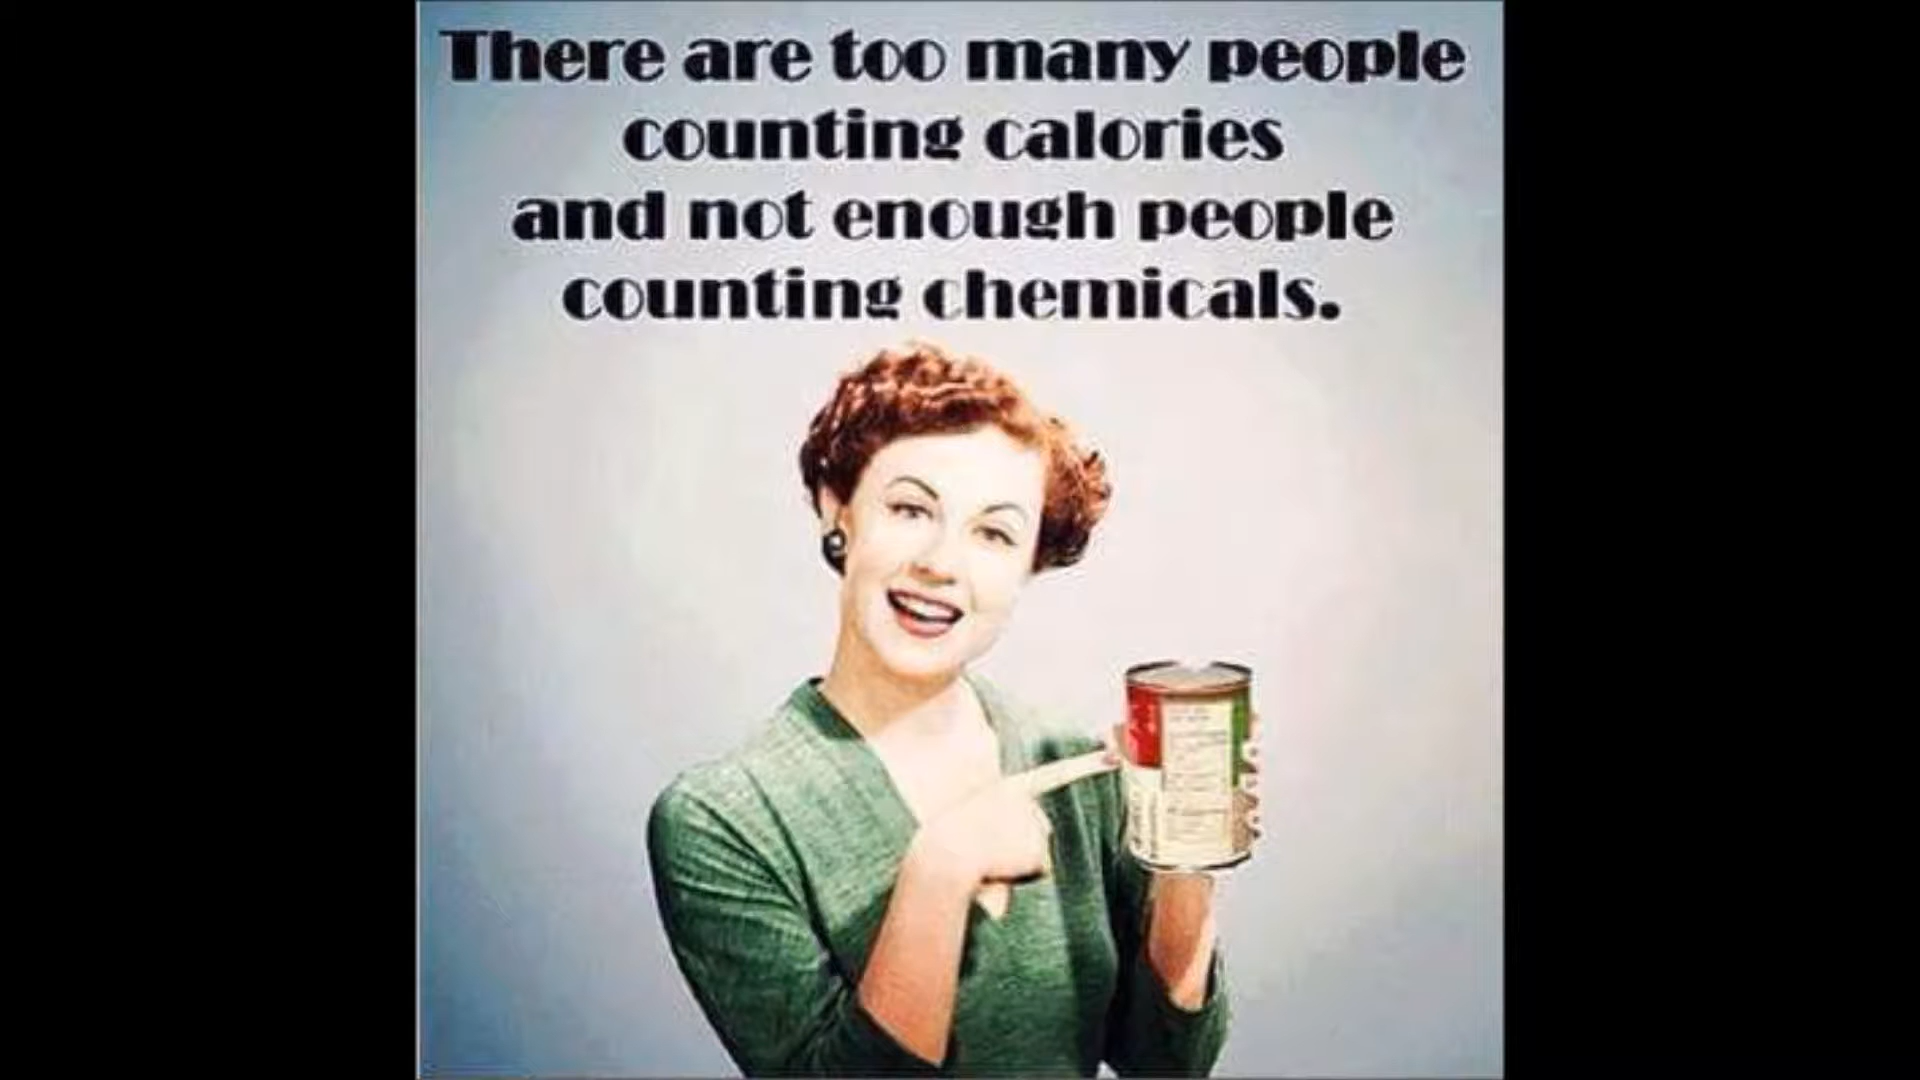 There are too many people
counting calories
and not enough people
counting chemicals.